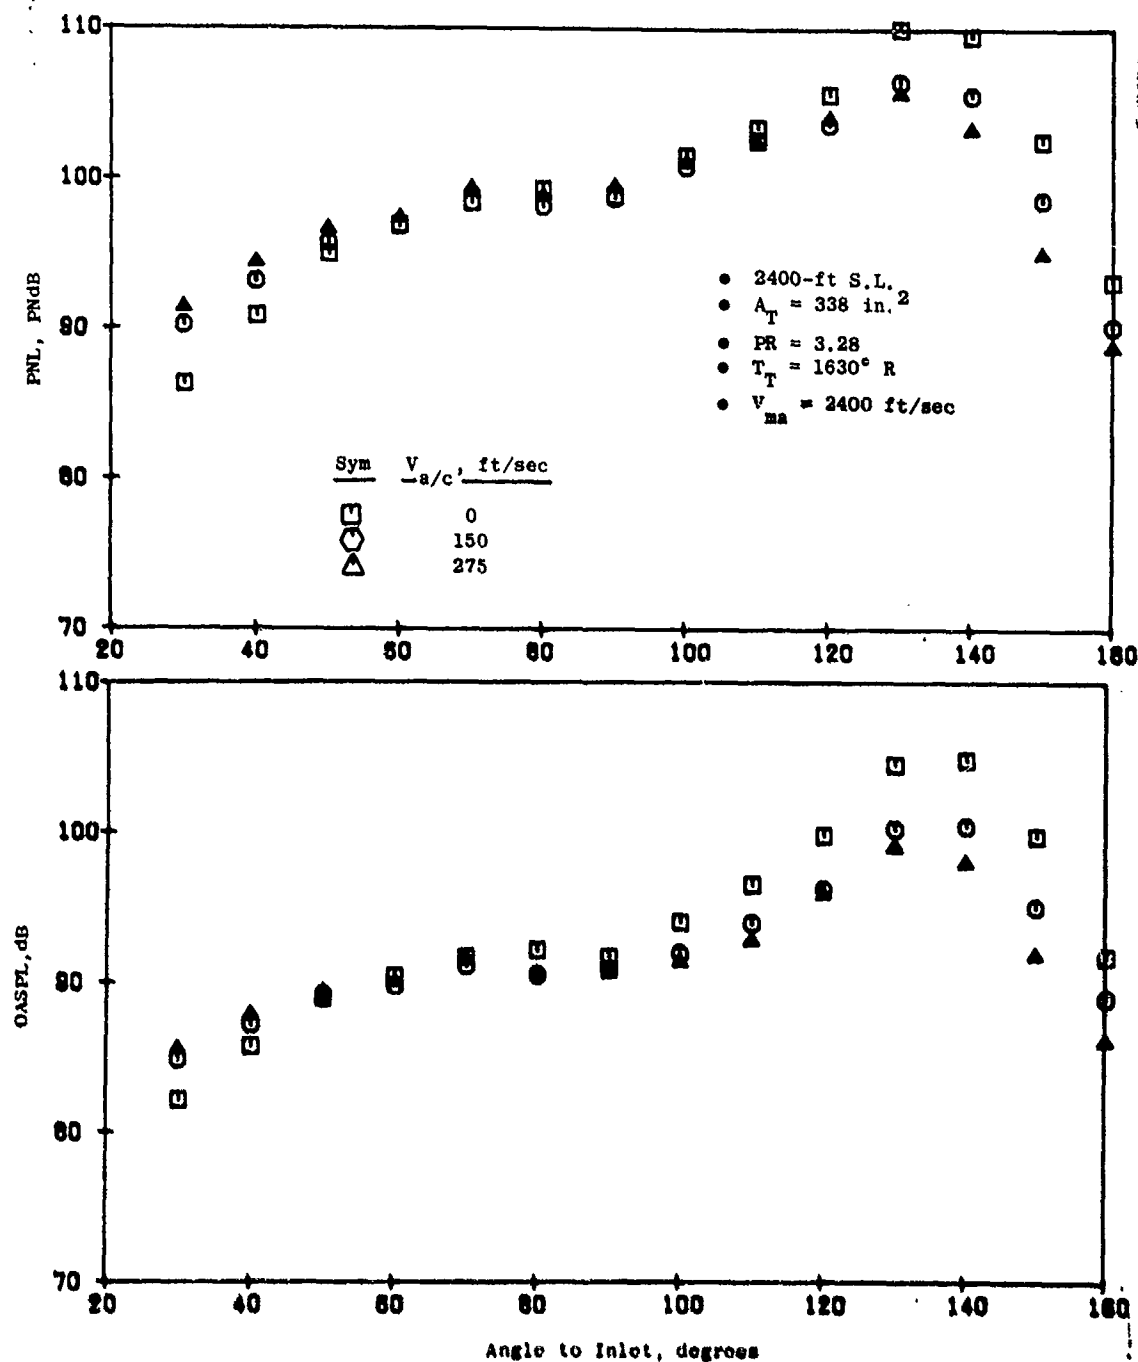 110
100
90
80
70
PNL, PNdB
2400-ft S.L.
A_T = 338 in.²
PR = 3.28
T_T = 1630° R
V_ma = 2400 ft/sec
Sym V_a/c, ft/sec
0
150
275
20 40 60 80 100 120 140 160
110
100
90
80
70
OASPL, dB
20 40 60 80 100 120 140 160
Angle to Inlet, degrees